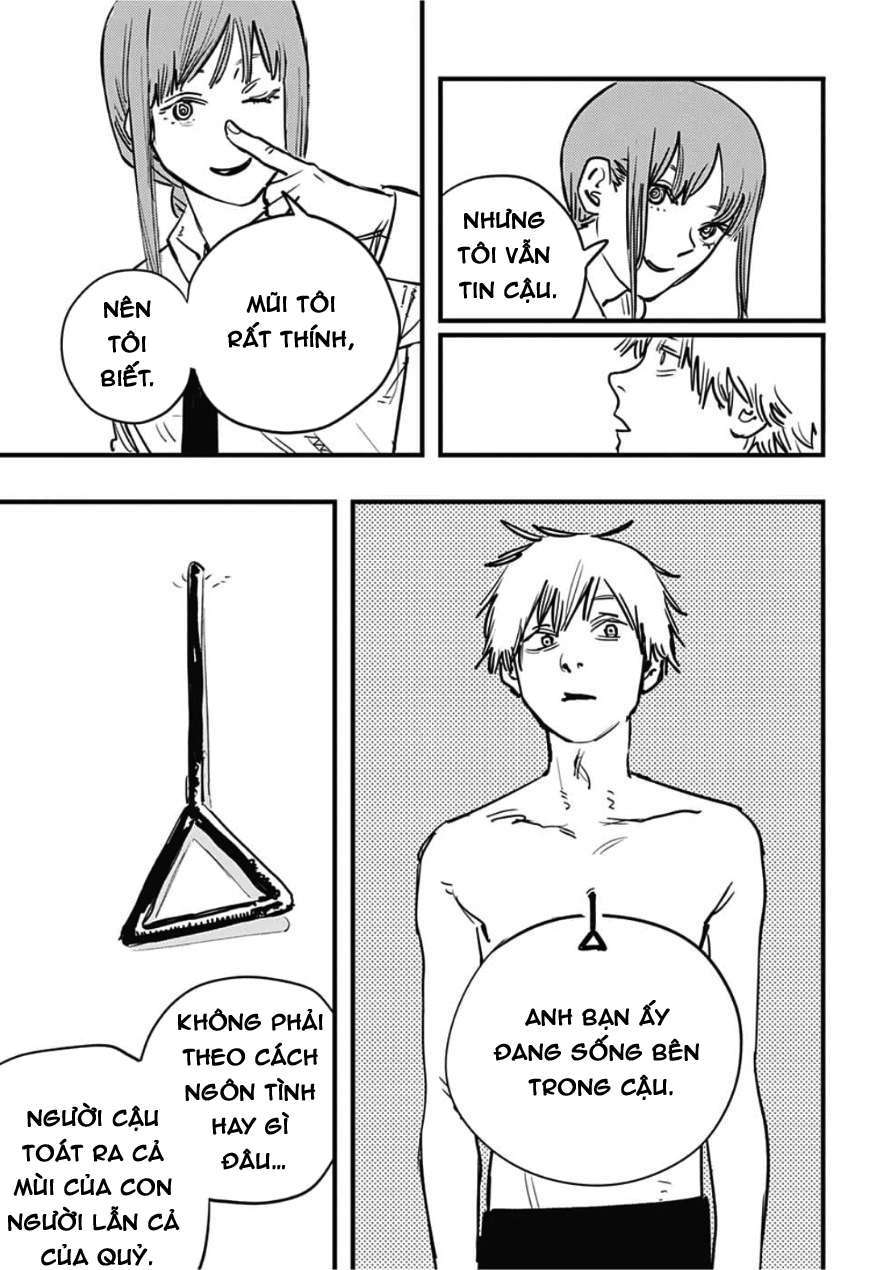 NHƯNG
TÔI VẪN
TIN CẬU.
MŨI TÔI
RẤT THÍNH,
NÊN
TÔI
BIẾT.
ANH BẠN ẤY
ĐANG SỐNG BÊN
TRONG CẬU.
KHÔNG PHẢI
THEO CÁCH
NGÔN TÌNH
HAY GÌ
ĐÂU...
NGƯỜI CẬU
TOÁT RA CẢ
MÙI CỦA CON
NGƯỜI LẪN CẢ
CỦA QUỶ.